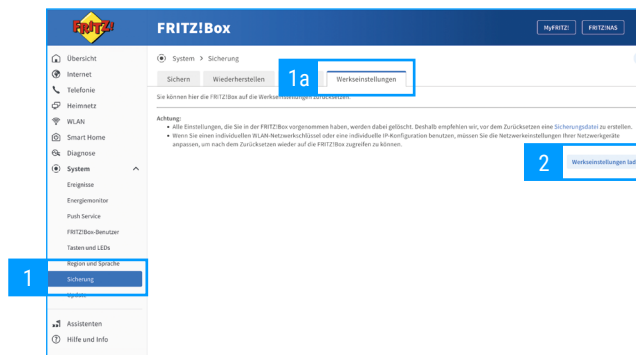 FRITZ!
FRITZ!Box
MyFRITZ!
FRITZ!NAS
Übersicht
Internet
Telefonie
Heimnetz
WLAN
Smart Home
Diagnose
System
Ereignisse
Energiemonitor
Push Service
FRITZ!Box-Benutzer
Tasten und LEDs
Region und Sprache
1
Sicherung
Update
Assistenten
Hilfe und Info
System > Sicherung
Sichern
Wiederherstellen
1a
Werkseinstellungen
Sie können hier die FRITZ!Box auf die Werkseinstellungen zurücksetzen.
Achtung:
• Alle Einstellungen, die Sie in der FRITZ!Box vorgenommen haben, werden dabei gelöscht. Deshalb empfehlen wir, vor dem Zurücksetzen eine Sicherungsdatei zu erstellen.
• Wenn Sie einen individuellen WLAN-Netzwerkschlüssel oder eine individuelle IP-Konfiguration benutzen, müssen Sie die Netzwerkeinstellungen Ihrer Netzwerkgeräte
anpassen, um nach dem Zurücksetzen wieder auf die FRITZ!Box zugreifen zu können.
2
Werkseinstellungen lad